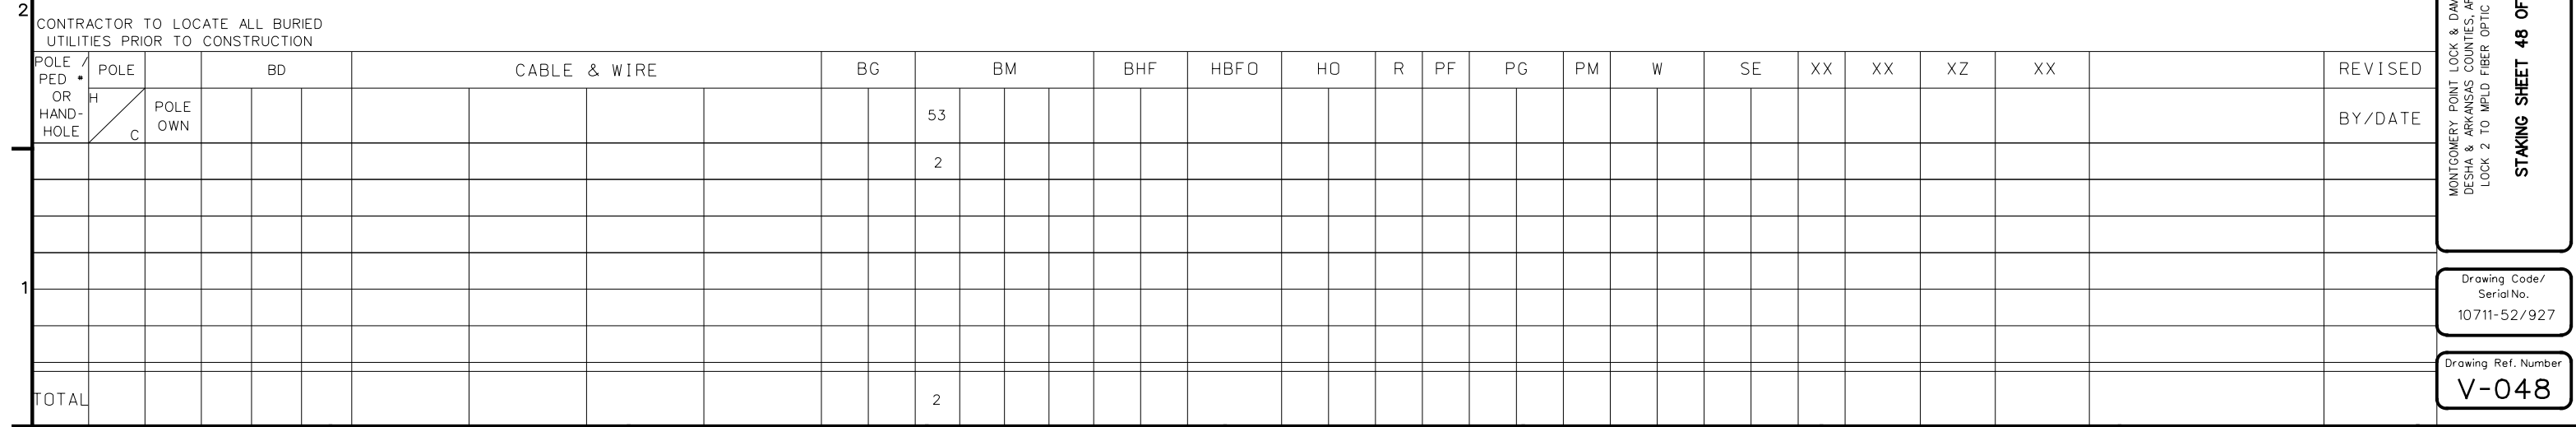 2
CONTRACTOR TO LOCATE ALL BURIED
UTILITIES PRIOR TO CONSTRUCTION
POLE /
PED *
OR
HAND-
HOLE
POLE
H
C
POLE
OWN
BD
CABLE & WIRE
BG
BM
53
BHF
HBFO
HO
R
PF
PG
PM
W
SE
XX
XX
XZ
XX
REVISED
BY/DATE
2
1
TOTAL
2
MONTGOMERY POINT LOCK & DAM
DESHA & ARKANSAS COUNTIES,
LOCK 2 TO MPLD FIBER OPTIC
STAKING SHEET 48 OF
Drawing Code/
Serial No.
10711-52/927
Drawing Ref. Number
V-048